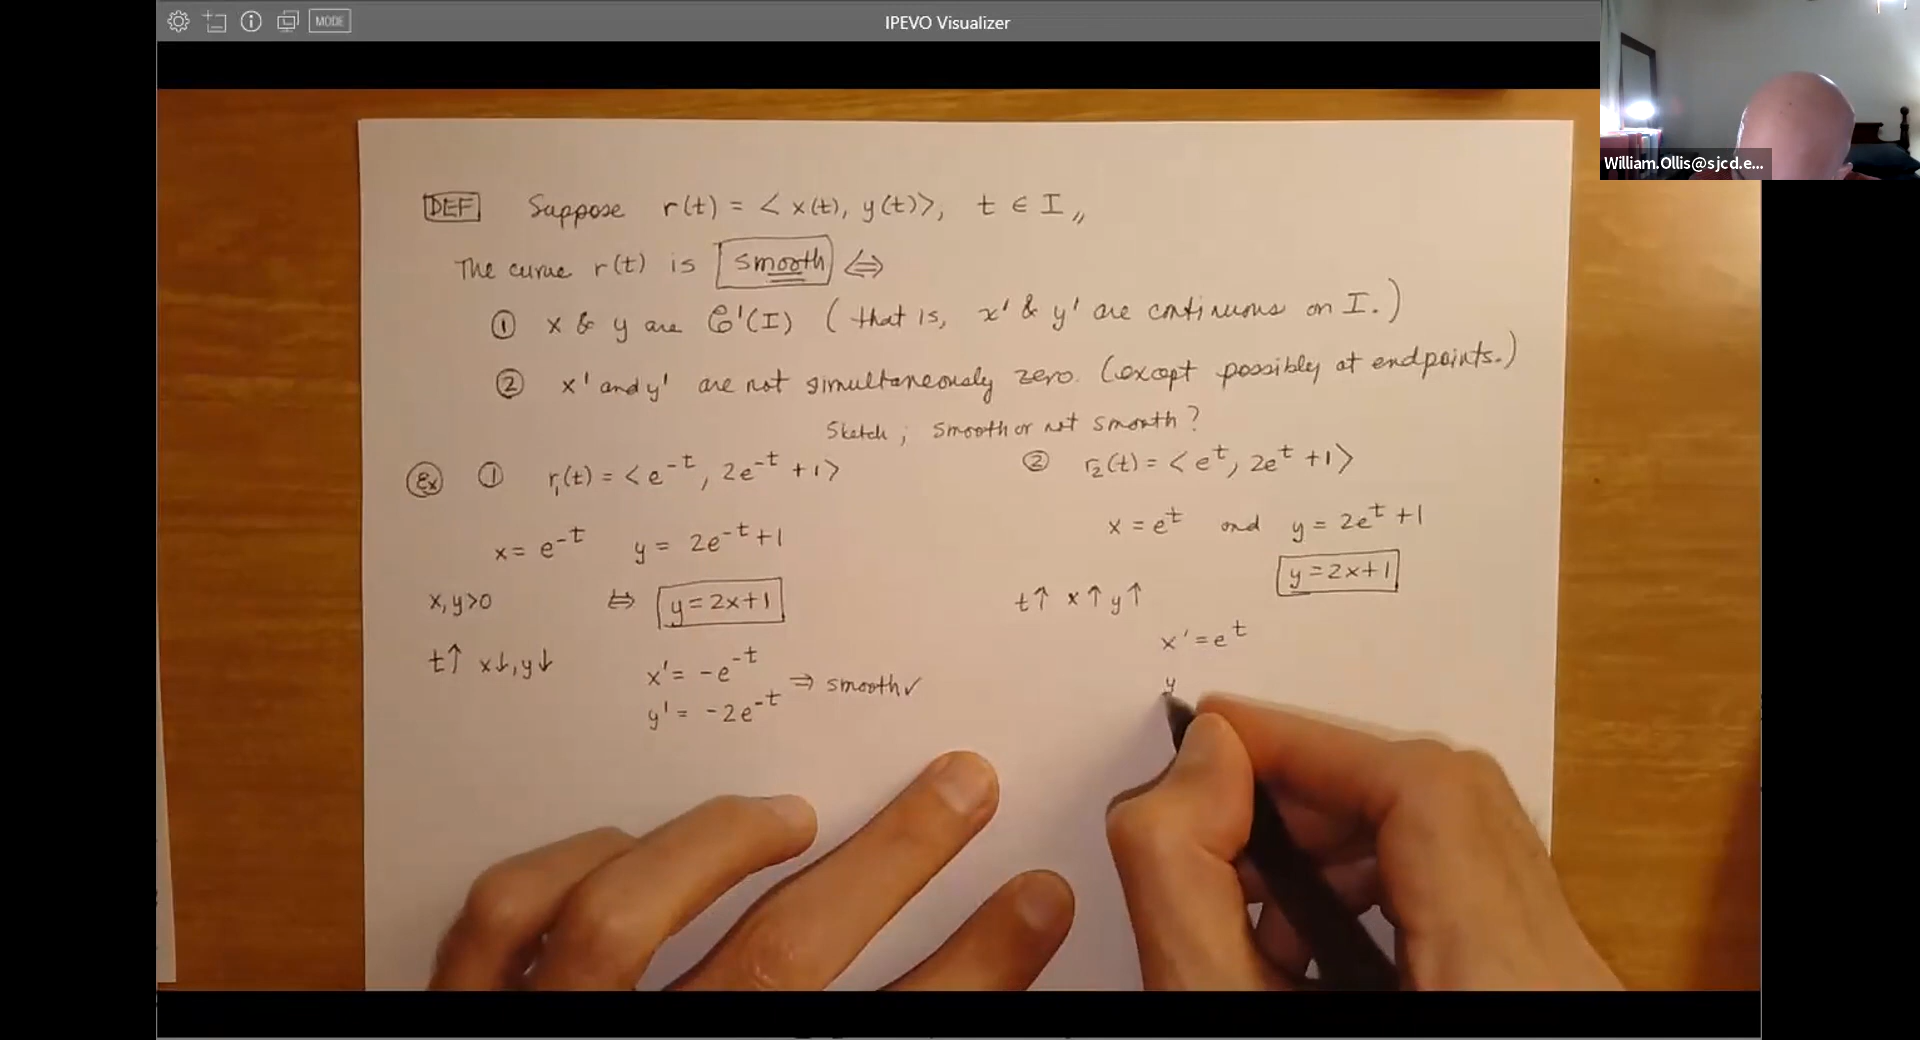 MODE
IPEVO Visualizer
William.Ollis@sjcd.e...
DEF Suppose r(t) = < x(t), y(t)>, t ∈ I,,
The curve r(t) is smooth ⇔
① x & y are C'(I) (that is, x' & y' are continuous on I.)
② x' and y' are not simultaneously zero. (except possibly at endpoints.)
Sketch; smooth or not smooth?
Ex ① r₁(t) = < e^-t, 2e^-t + 1 >
x = e^-t y = 2e^-t + 1
x, y > 0 ⇔ y = 2x+1
t↑ x↓, y↓
x' = -e^-t
y' = -2e^-t ⇒ smooth✓
② r₂(t) = < e^t, 2e^t + 1 >
x = e^t and y = 2e^t + 1
y = 2x+1
t↑ x↑ y↑
x' = e^t
y